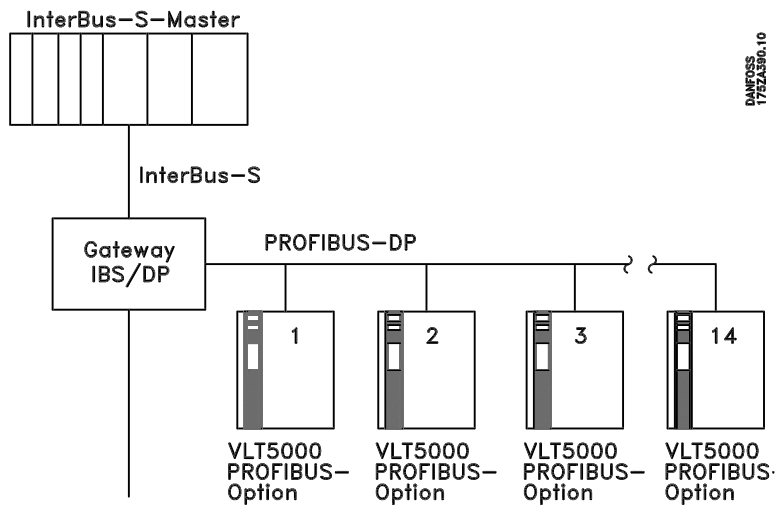 InterBus-S-Master
DANFOSS
175ZA390.10
InterBus-S
Gateway
IBS/DP
PROFIBUS-DP
1
2
3
14
VLT5000
PROFIBUS-
Option
VLT5000
PROFIBUS-
Option
VLT5000
PROFIBUS-
Option
VLT5000
PROFIBUS-
Option